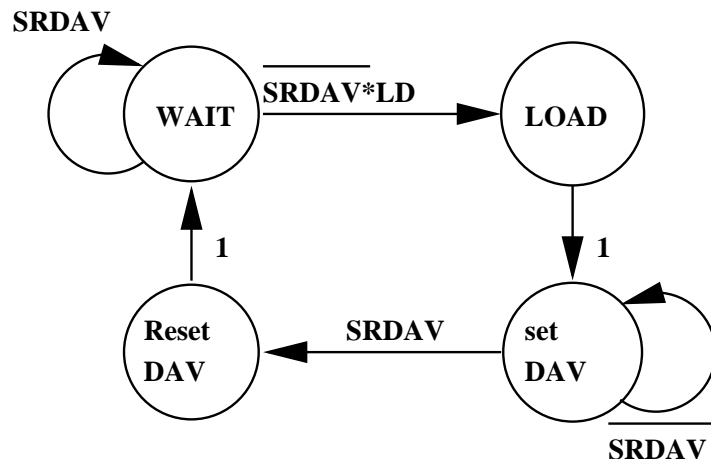 SRDAV
SRDAV*LD
WAIT
LOAD
1
1
Reset
DAV
SRDAV
set
DAV
SRDAV